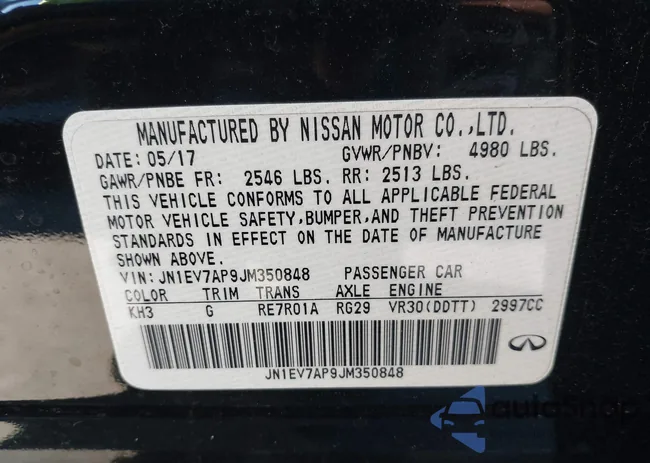 MANUFACTURED BY NISSAN MOTOR CO.,LTD.
DATE: 05/17 GVWR/PNBV: 4980 LBS.
GAWR/PNBE FR: 2546 LBS. RR: 2513 LBS.
THIS VEHICLE CONFORMS TO ALL APPLICABLE FEDERAL
MOTOR VEHICLE SAFETY,BUMPER,AND THEFT PREVENTION
STANDARDS IN EFFECT ON THE DATE OF MANUFACTURE
SHOWN ABOVE.
VIN: JN1EV7AP9JM350848 PASSENGER CAR
COLOR TRIM TRANS AXLE ENGINE
KH3 G RE7R01A RG29 VR30(DDTT) 2997CC
JN1EV7AP9JM350848
autoShop